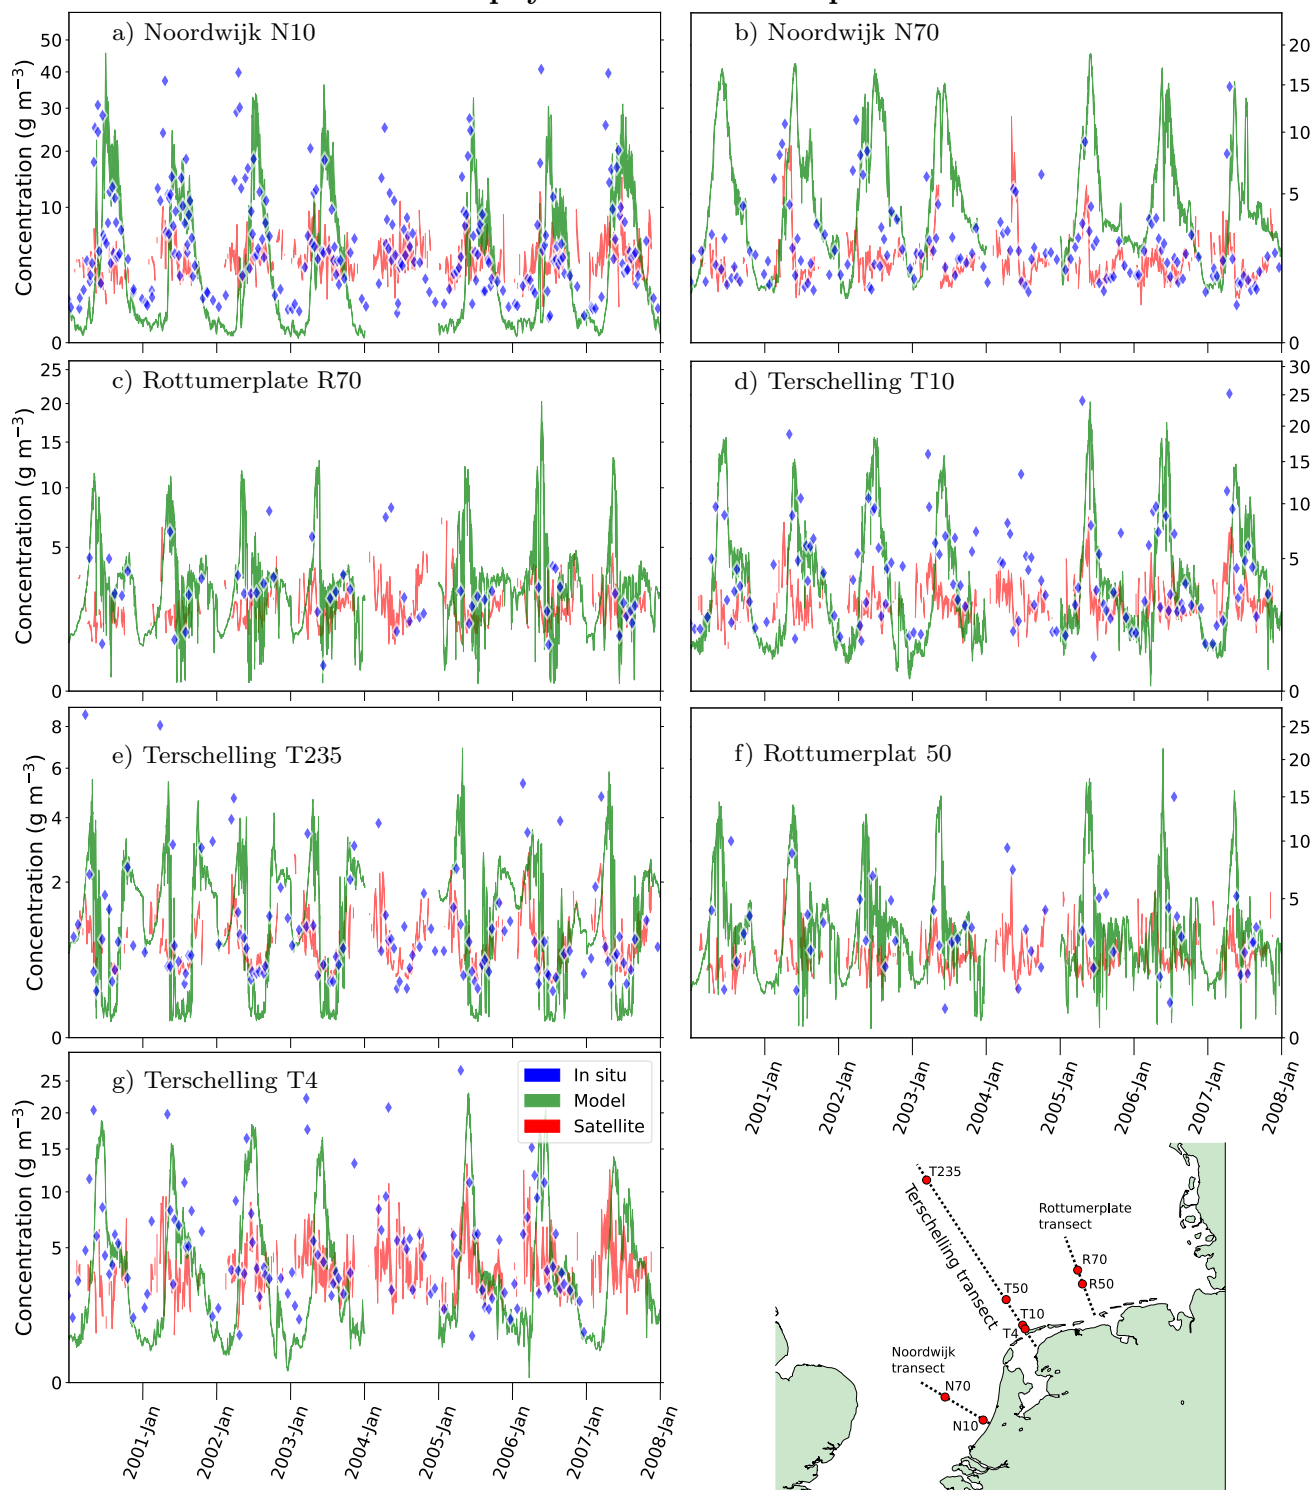 a) Noordwijk N10
b) Noordwijk N70
Concentration (g m−3)
50
40
30
20
10
0
20
15
10
5
0
c) Rottumerplate R70
d) Terschelling T10
Concentration (g m−3)
25
20
15
10
5
0
30
25
20
15
10
5
0
e) Terschelling T235
f) Rottumerplat 50
Concentration (g m−3)
8
6
4
2
0
25
20
15
10
5
0
2001-Jan
2002-Jan
2003-Jan
2004-Jan
2005-Jan
2006-Jan
2007-Jan
2008-Jan
g) Terschelling T4
In situ
Model
Satellite
Concentration (g m−3)
25
20
15
10
5
0
2001-Jan
2002-Jan
2003-Jan
2004-Jan
2005-Jan
2006-Jan
2007-Jan
2008-Jan
T235
Terschelling transect
Rottumerplate
transect
R70
R50
T50
T10
T4
Noordwijk
transect
N70
N10